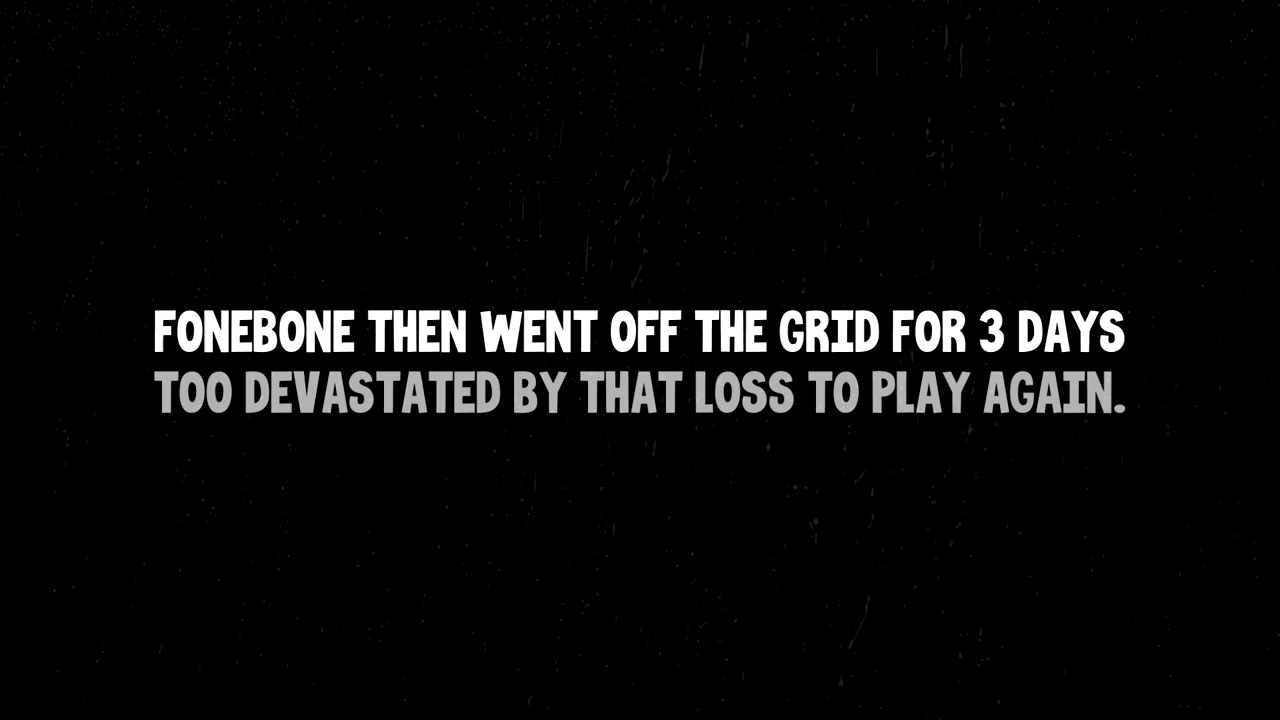 FONEBONE THEN WENT OFF THE GRID FOR 3 DAYS
TOO DEVASTATED BY THAT LOSS TO PLAY AGAIN.